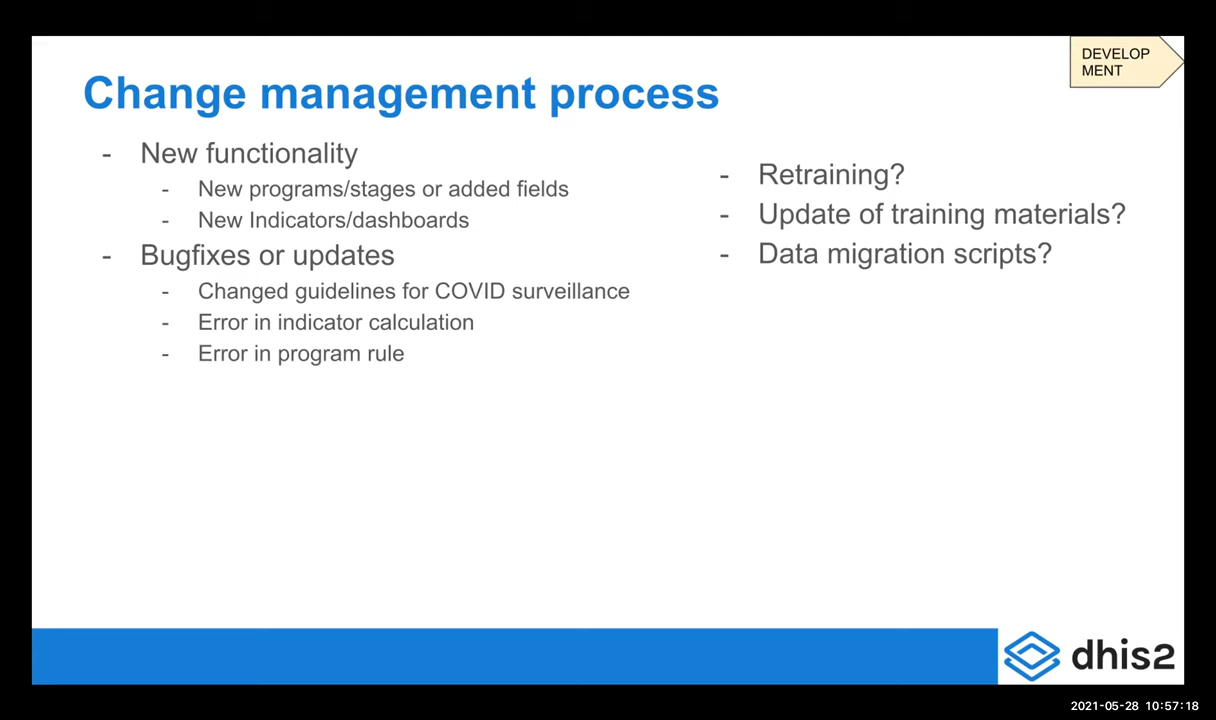 DEVELOP
MENT
Change management process
- New functionality
- New programs/stages or added fields
- New Indicators/dashboards
- Bugfixes or updates
- Changed guidelines for COVID surveillance
- Error in indicator calculation
- Error in program rule
- Retraining?
- Update of training materials?
- Data migration scripts?
dhis2
2021-05-28 10:57:18